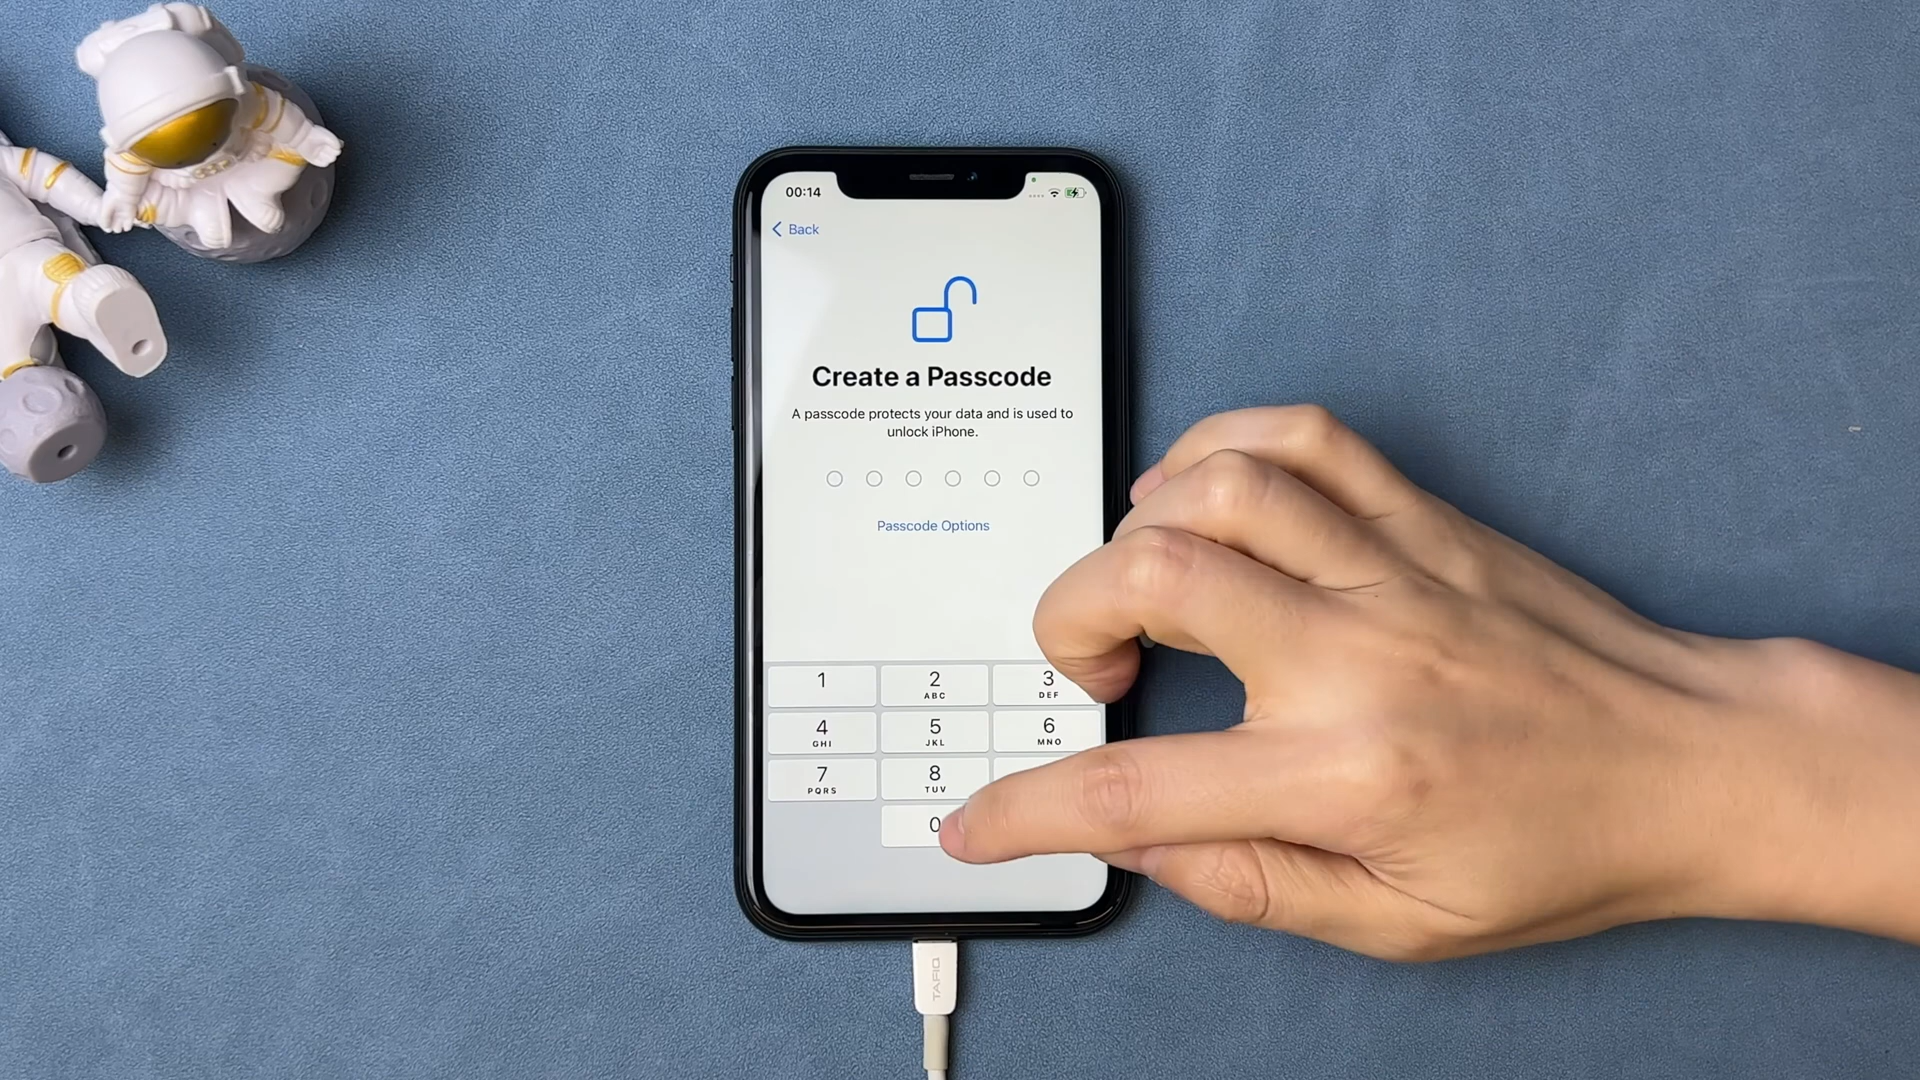 00:14
Back
Create a Passcode
A passcode protects your data and is used to
unlock iPhone.
Passcode Options
1
2
ABC
3
DEF
4
GHI
5
JKL
6
MNO
7
PQRS
8
TUV
0
TAFIQ